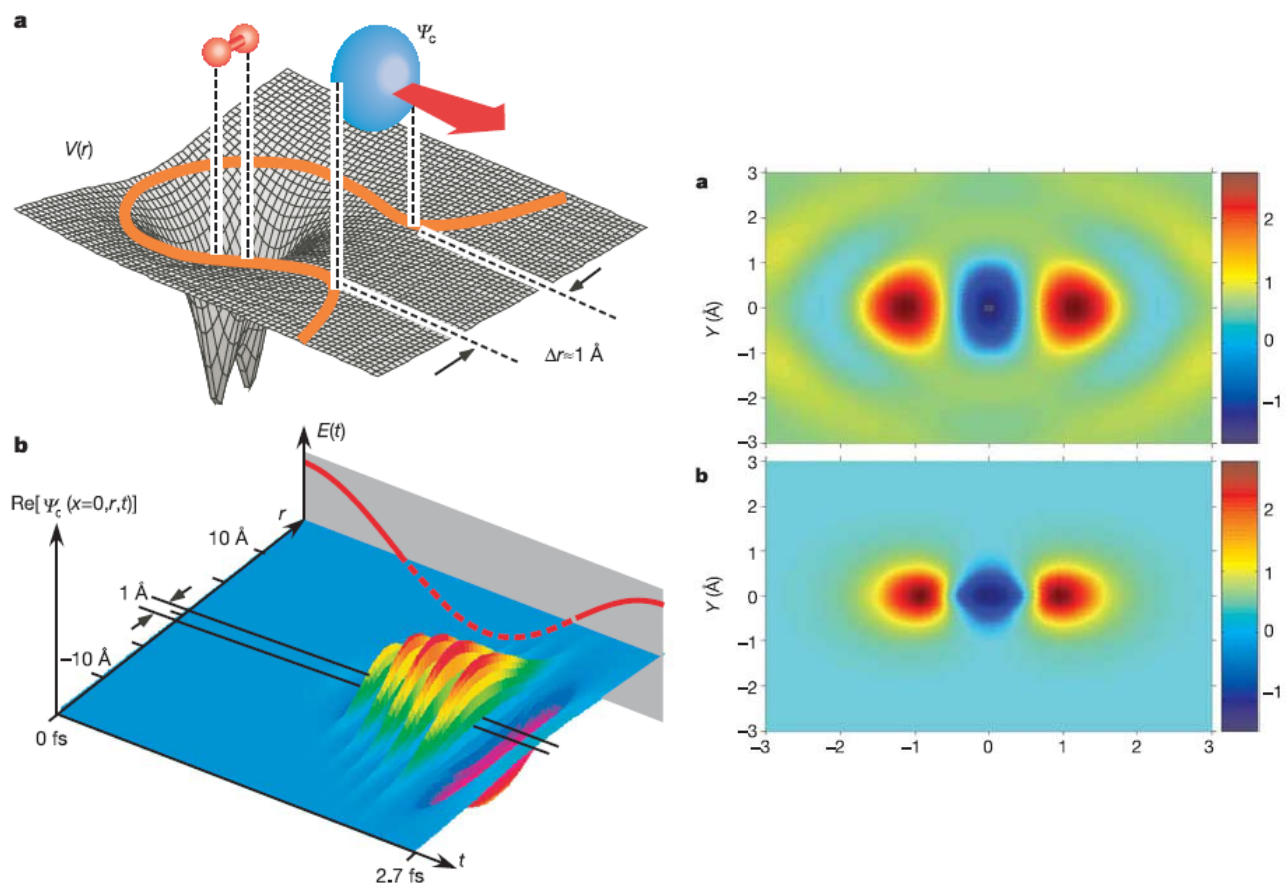 a
Ψc
V(r)
Δr≈1 Å
b
E(t)
Re[Ψc (x=0,r,t)]
r
10 Å
1 Å
–10 Å
0 fs
t
2.7 fs
a
3
2
1
0
−1
−2
−3
Y (Å)
2
1
0
−1
b
3
2
1
0
−1
−2
−3
Y (Å)
−3 −2 −1 0 1 2 3
2
1
0
−1